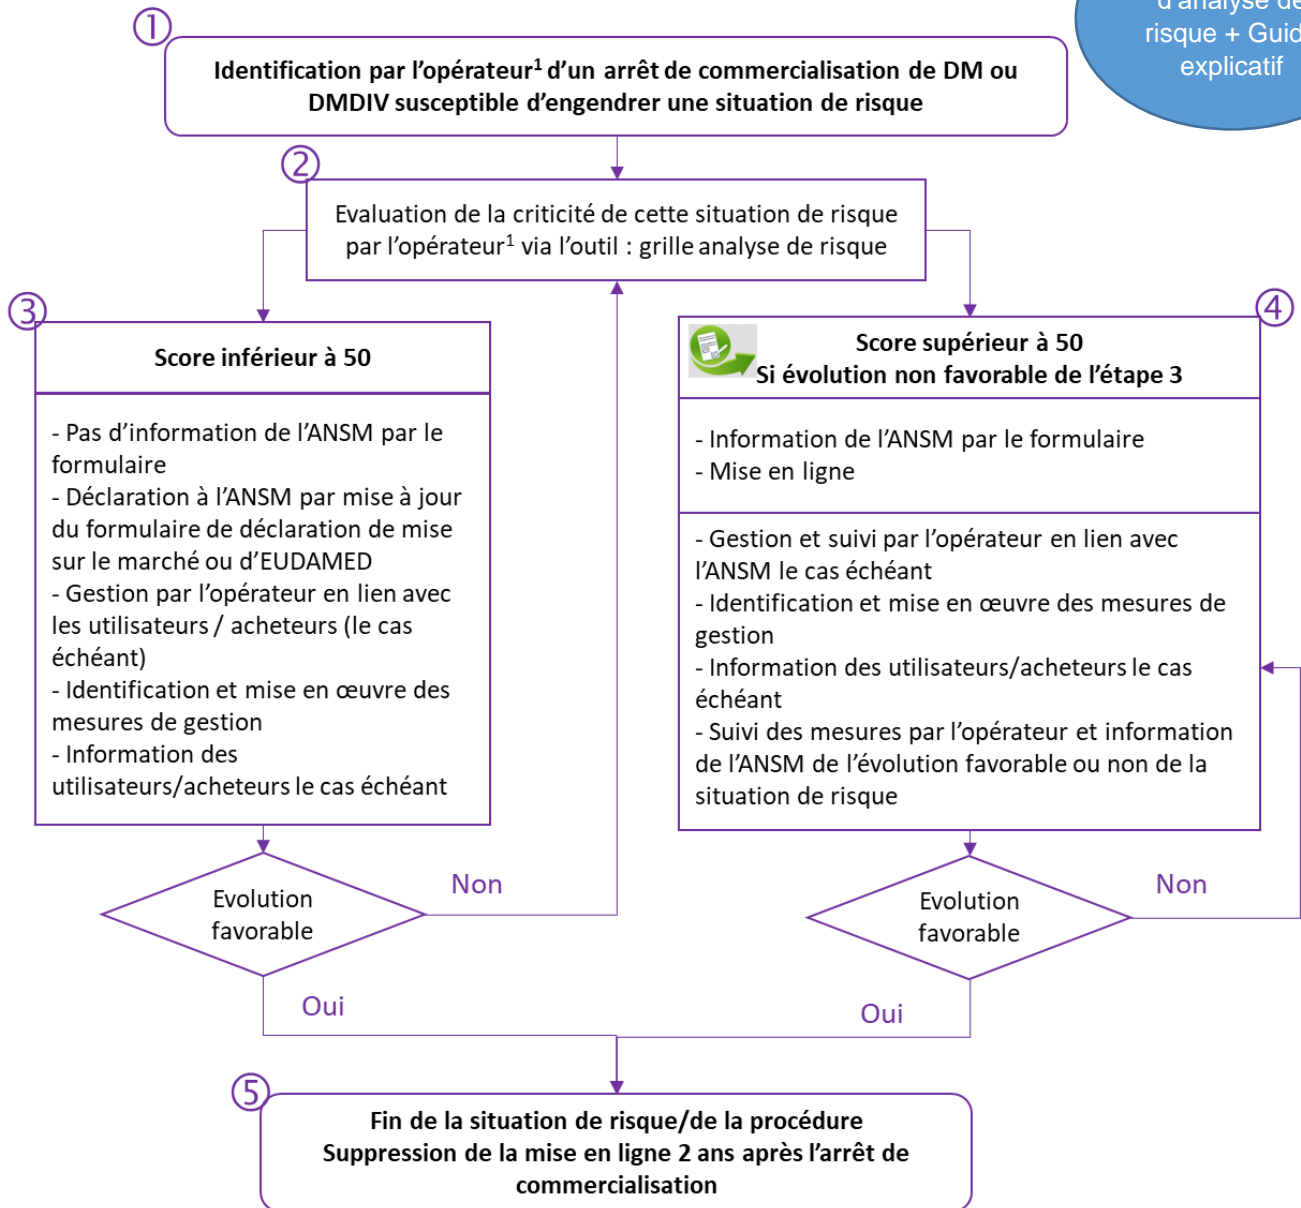 ①
d'analyse de
risque + Guid
explicatif
Identification par l'opérateur¹ d'un arrêt de commercialisation de DM ou
DMDIV susceptible d'engendrer une situation de risque
②
Evaluation de la criticité de cette situation de risque
par l'opérateur¹ via l'outil : grille analyse de risque
③
Score inférieur à 50
- Pas d'information de l'ANSM par le
formulaire
- Déclaration à l'ANSM par mise à jour
du formulaire de déclaration de mise
sur le marché ou d'EUDAMED
- Gestion par l'opérateur en lien avec
les utilisateurs / acheteurs (le cas
échéant)
- Identification et mise en œuvre des
mesures de gestion
- Information des
utilisateurs/acheteurs le cas échéant
④
Score supérieur à 50
Si évolution non favorable de l'étape 3
- Information de l'ANSM par le formulaire
- Mise en ligne
- Gestion et suivi par l'opérateur en lien avec
l'ANSM le cas échéant
- Identification et mise en œuvre des mesures de
gestion
- Information des utilisateurs/acheteurs le cas
échéant
- Suivi des mesures par l'opérateur et information
de l'ANSM de l'évolution favorable ou non de la
situation de risque
Evolution
favorable
Non
Oui
Evolution
favorable
Non
Oui
⑤
Fin de la situation de risque/de la procédure
Suppression de la mise en ligne 2 ans après l'arrêt de
commercialisation